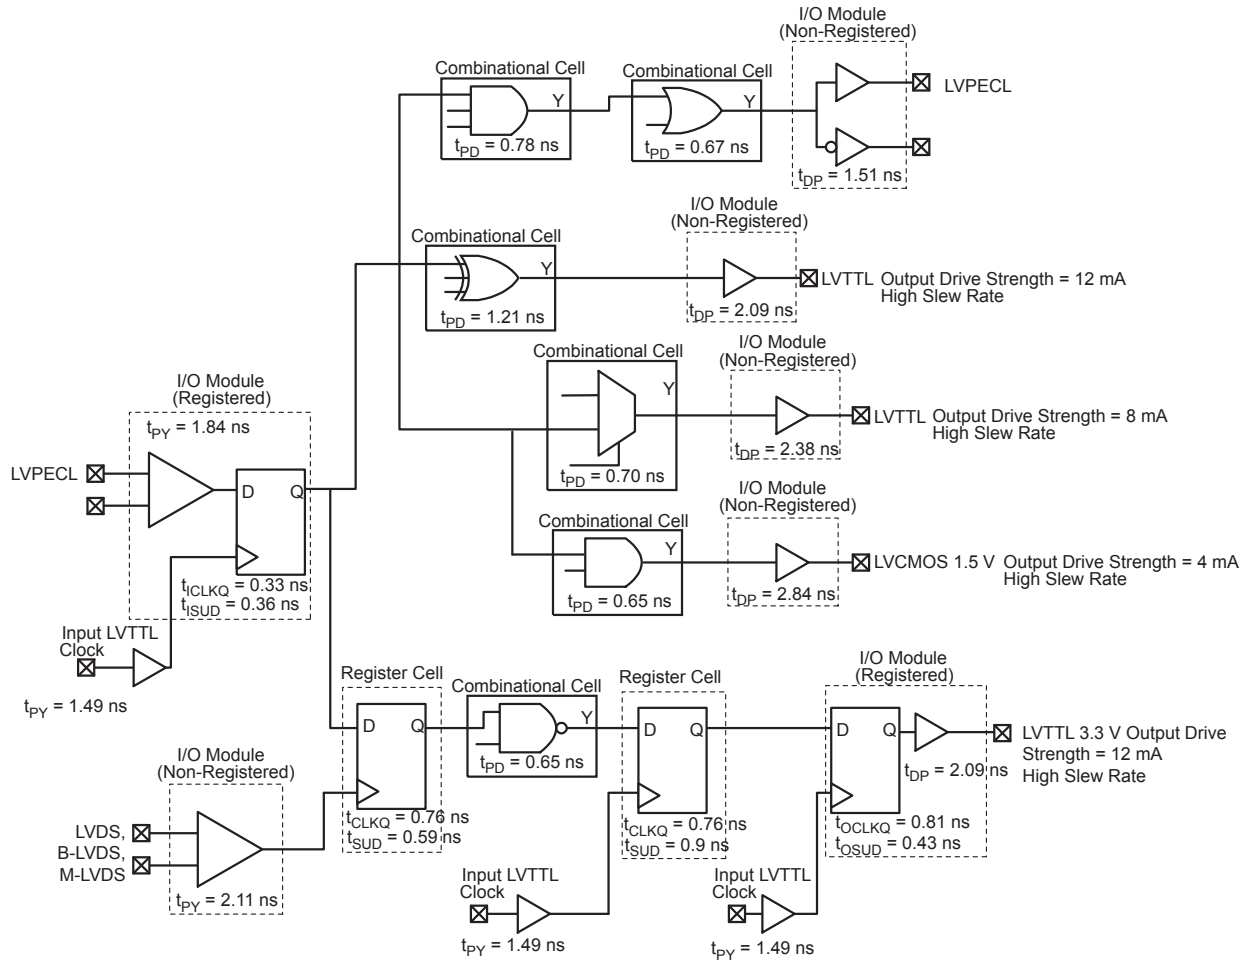 I/O Module
(Non-Registered)
Combinational Cell
Combinational Cell
Y
Y
LVPECL
tPD = 0.78 ns
tPD = 0.67 ns
tDP = 1.51 ns
I/O Module
(Non-Registered)
Combinational Cell
Y
LVTTL Output Drive Strength = 12 mA
High Slew Rate
tPD = 1.21 ns
tDP = 2.09 ns
I/O Module
(Non-Registered)
Combinational Cell
Y
LVTTL Output Drive Strength = 8 mA
High Slew Rate
tPD = 0.70 ns
tDP = 2.38 ns
I/O Module
(Registered)
tPY = 1.84 ns
LVPECL
D Q
tICLKQ = 0.33 ns
tISUD = 0.36 ns
Input LVTTL
Clock
tPY = 1.49 ns
I/O Module
(Non-Registered)
Combinational Cell
Y
LVCMOS 1.5 V Output Drive Strength = 4 mA
High Slew Rate
tPD = 0.65 ns
tDP = 2.84 ns
Register Cell
D Q
tCLKQ = 0.76 ns
tSUD = 0.59 ns
Combinational Cell
Y
tPD = 0.65 ns
Register Cell
D Q
tCLKQ = 0.76 ns
tSUD = 0.9 ns
I/O Module
(Registered)
D Q
tDP = 2.09 ns
tOCLKQ = 0.81 ns
tOSUD = 0.43 ns
LVTTL 3.3 V Output Drive
Strength = 12 mA
High Slew Rate
I/O Module
(Non-Registered)
LVDS,
B-LVDS,
M-LVDS
tPY = 2.11 ns
Input LVTTL
Clock
tPY = 1.49 ns
Input LVTTL
Clock
tPY = 1.49 ns